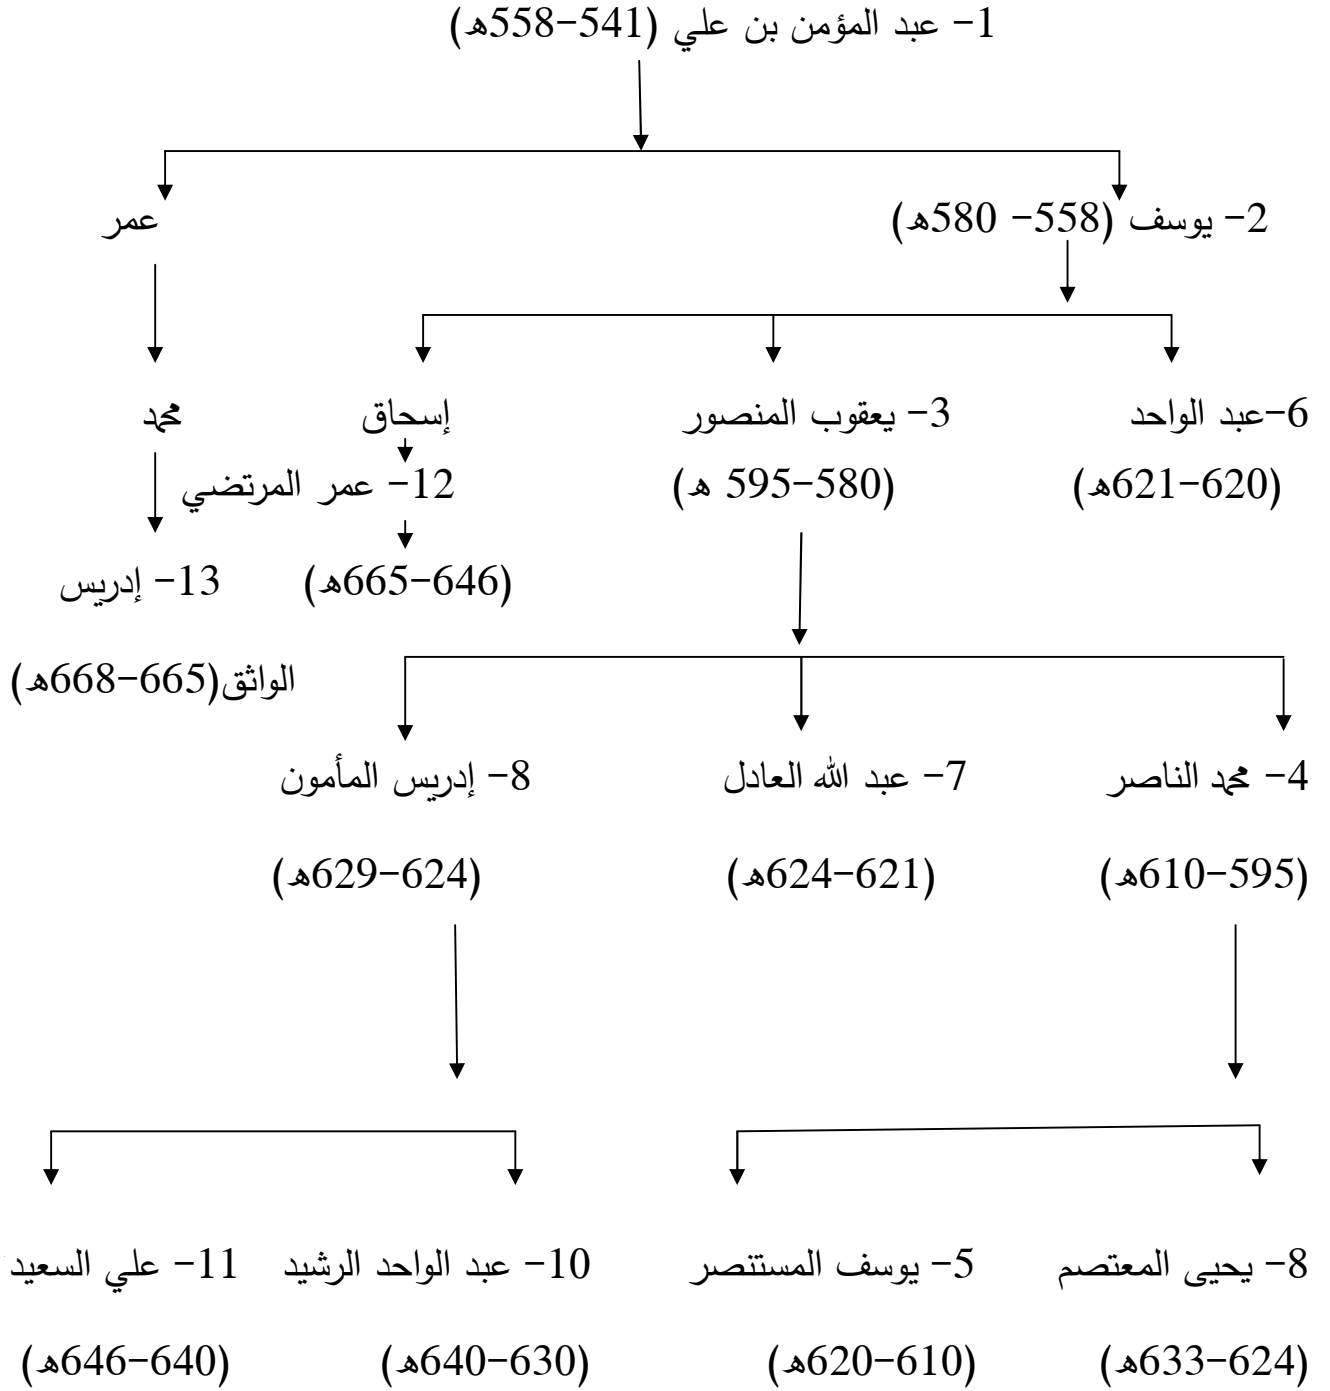 1- عبد المؤمن بن علي (541-558هـ)
2- يوسف (558- 580هـ)
عمر
6-عبد الواحد
3- يعقوب المنصور
إسحاق
محمد
(620-621هـ)
(580-595 هـ)
12- عمر المرتضي
(646-665هـ)
13- إدريس
الواثق(665-668هـ)
4- محمد الناصر
7- عبد الله العادل
8- إدريس المأمون
(595-610هـ)
(621-624هـ)
(624-629هـ)
8- يحيى المعتصم
5- يوسف المستنصر
10- عبد الواحد الرشيد
11- علي السعيد
(624-633هـ)
(610-620هـ)
(630-640هـ)
(640-646هـ)